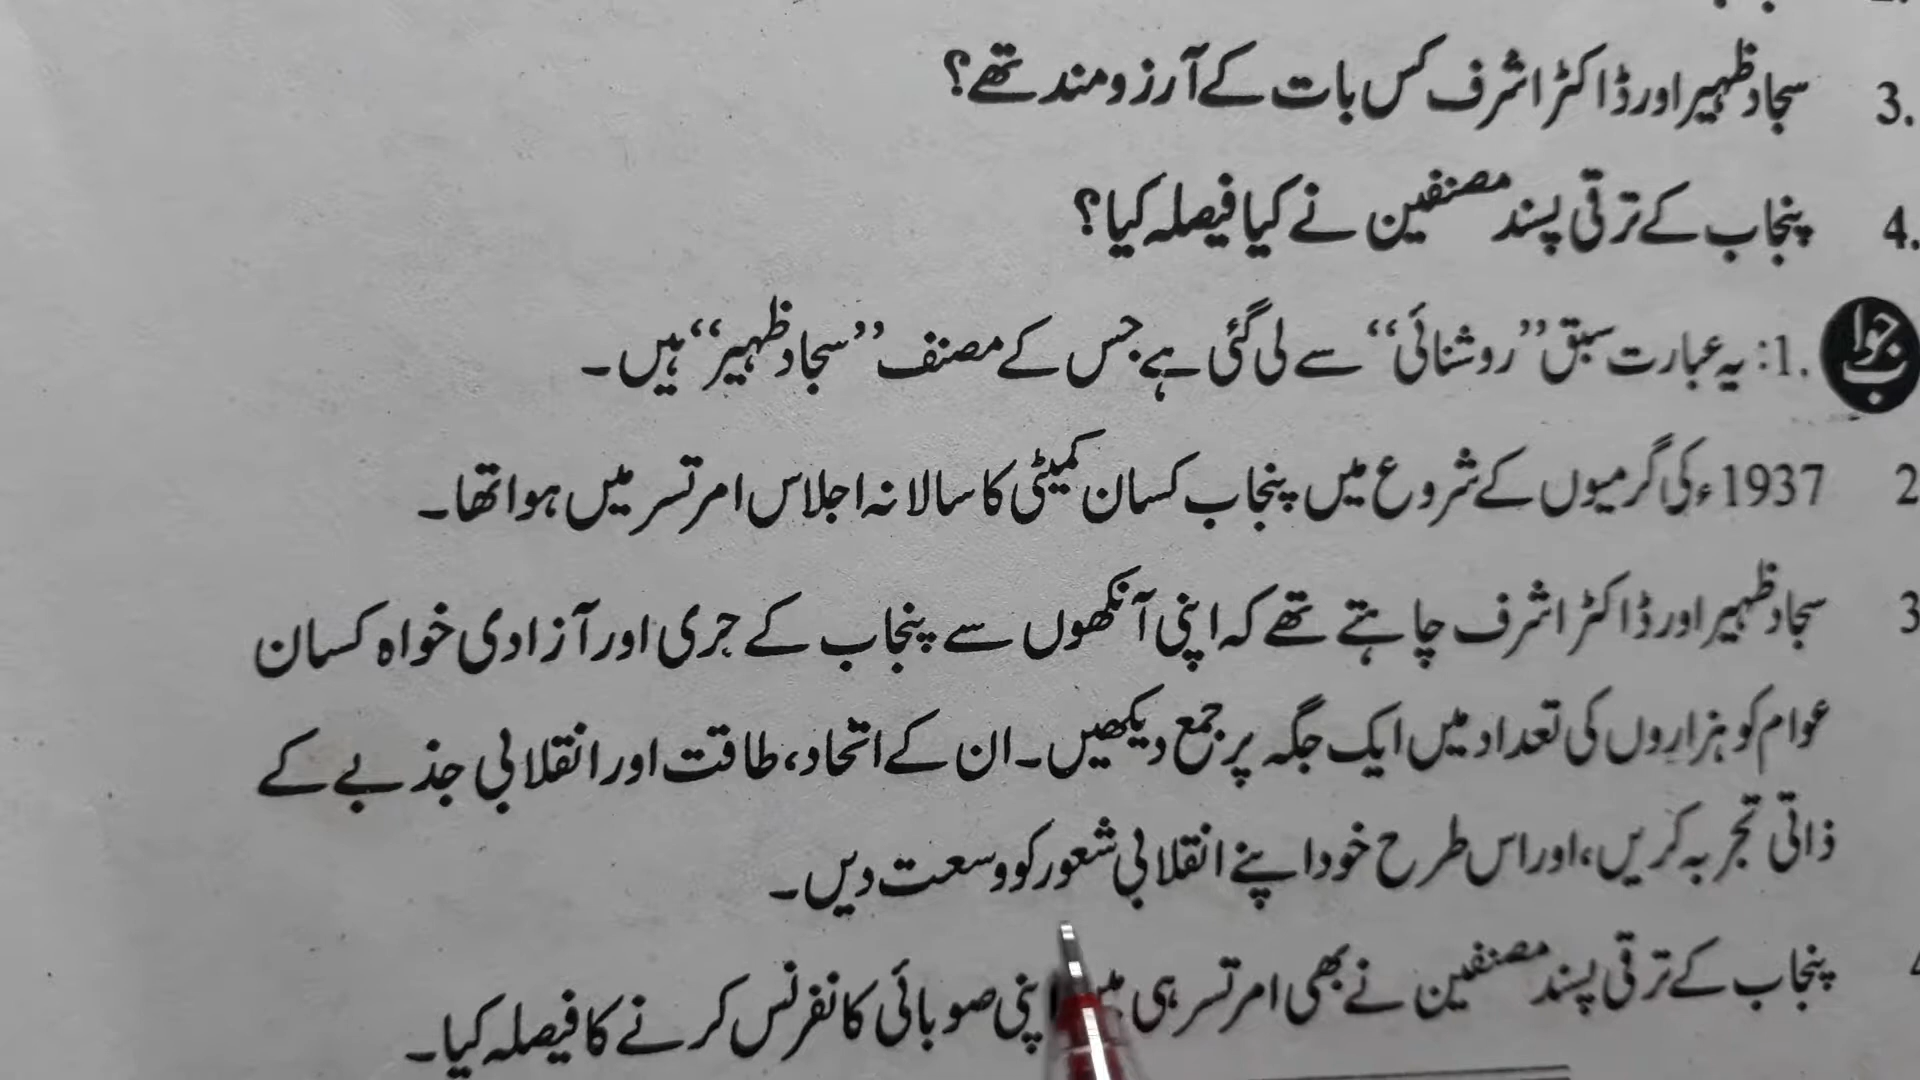 3. سجاد ظہیر اور ڈاکٹر اشرف کس بات کے آرزو مند تھے؟
4. پنجاب کے ترقی پسند مصنفین نے کیا فیصلہ کیا؟
جواب 1.: یہ عبارت سبق ”روشنائی“ سے لی گئی ہے جس کے مصنف ”سجاد ظہیر“ ہیں۔
2 1937ء کی گرمیوں کے شروع میں پنجاب کسان کمیٹی کا سالانہ اجلاس امرتسر میں ہوا تھا۔
3 سجاد ظہیر اور ڈاکٹر اشرف چاہتے تھے کہ اپنی آنکھوں سے پنجاب کے جری اور آزادی خواہ کسان
عوام کو ہزاروں کی تعداد میں ایک جگہ پر جمع دیکھیں۔ ان کے اتحاد، طاقت اور انقلابی جذبے کے
ذاتی تجربہ کریں، اور اس طرح خود اپنے انقلابی شعور کو وسعت دیں۔
پنجاب کے ترقی پسند مصنفین نے بھی امرتسر ہی میں اپنی صوبائی کانفرنس کرنے کا فیصلہ کیا۔